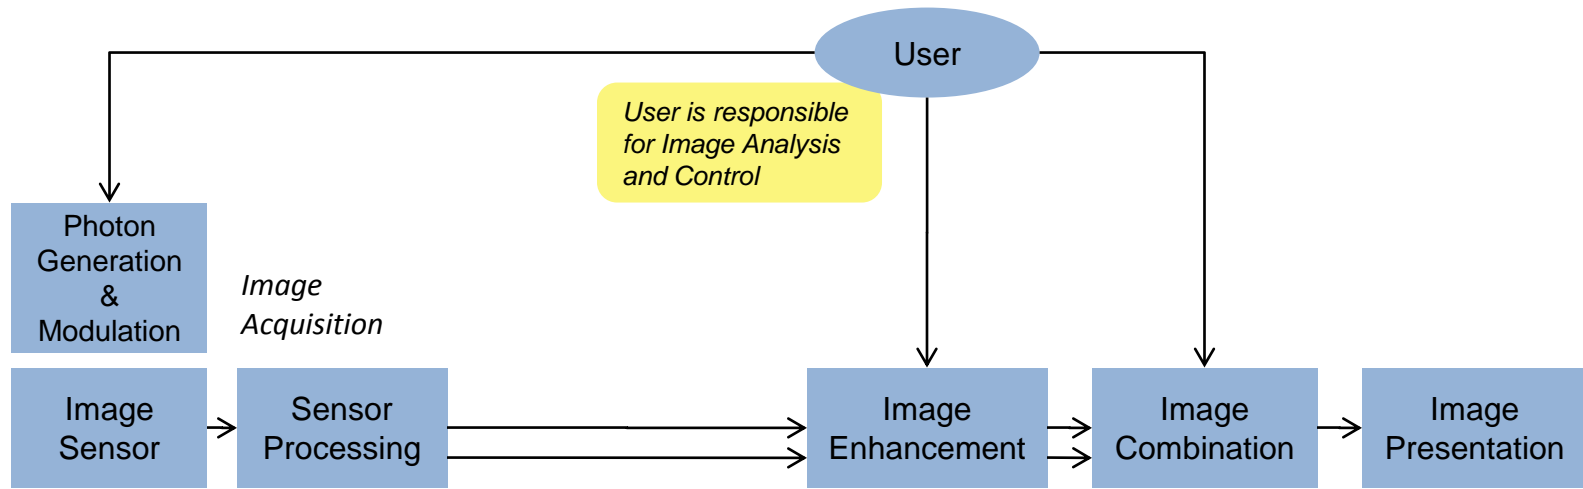 User
User is responsible
for Image Analysis
and Control
Photon
Generation
&
Modulation
Image
Acquisition
Image
Sensor
Sensor
Processing
Image
Enhancement
Image
Combination
Image
Presentation